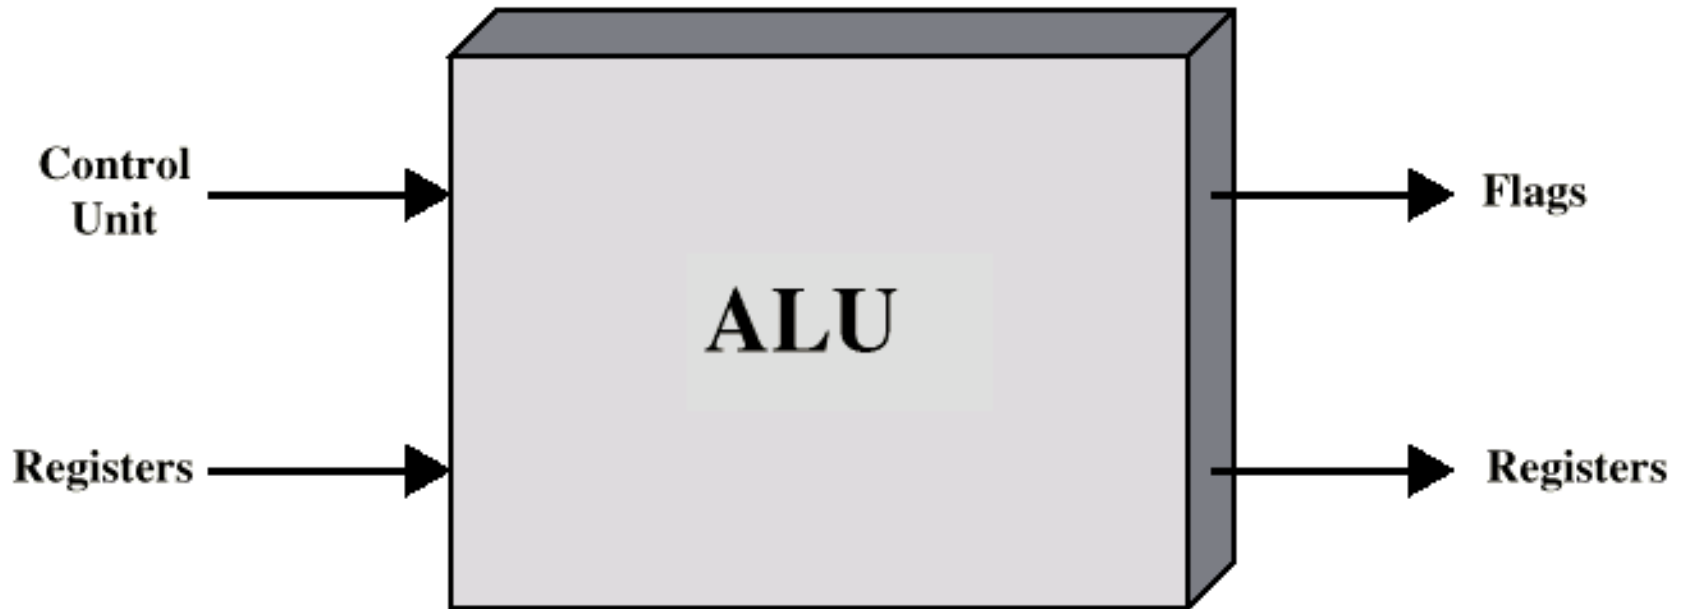 Control
Unit
Flags
ALU
Registers
Registers